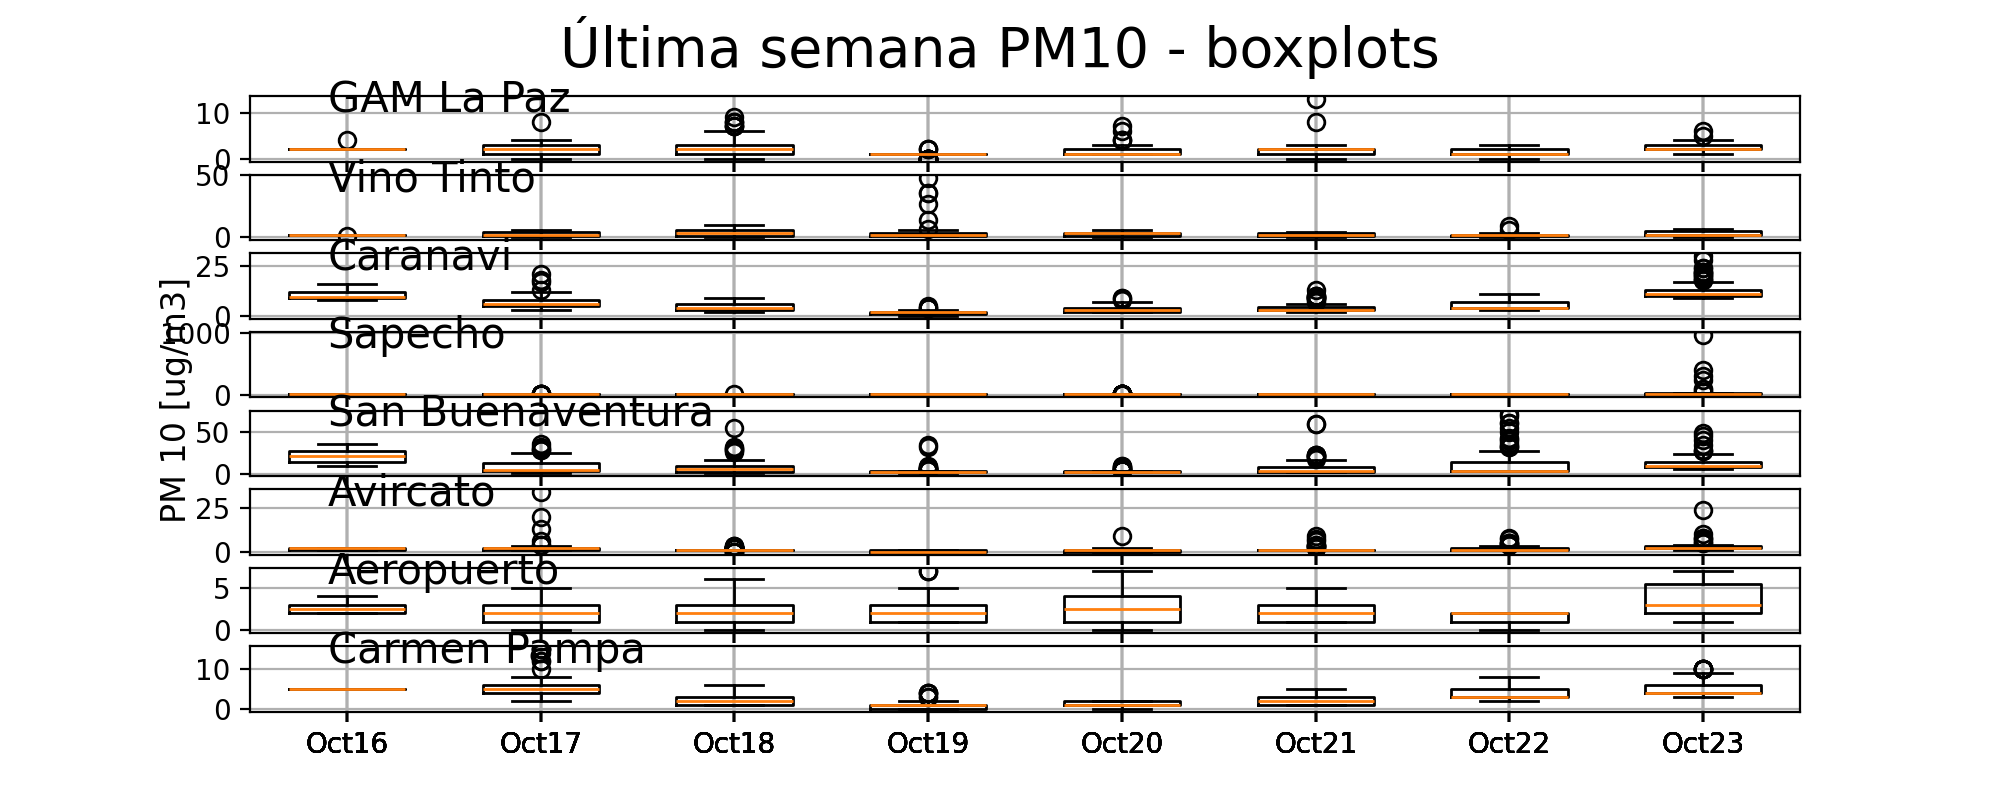 Última semana PM10 - boxplots
GAM La Paz
10
0
Vino Tinto
50
0
Caranavi
25
0
Sapecho
1000
0
San Buenaventura
50
0
Avircato
25
0
Aeropuerto
5
0
Carmen Pampa
10
0
PM 10 [ug/m3]
Oct16 Oct17 Oct18 Oct19 Oct20 Oct21 Oct22 Oct23